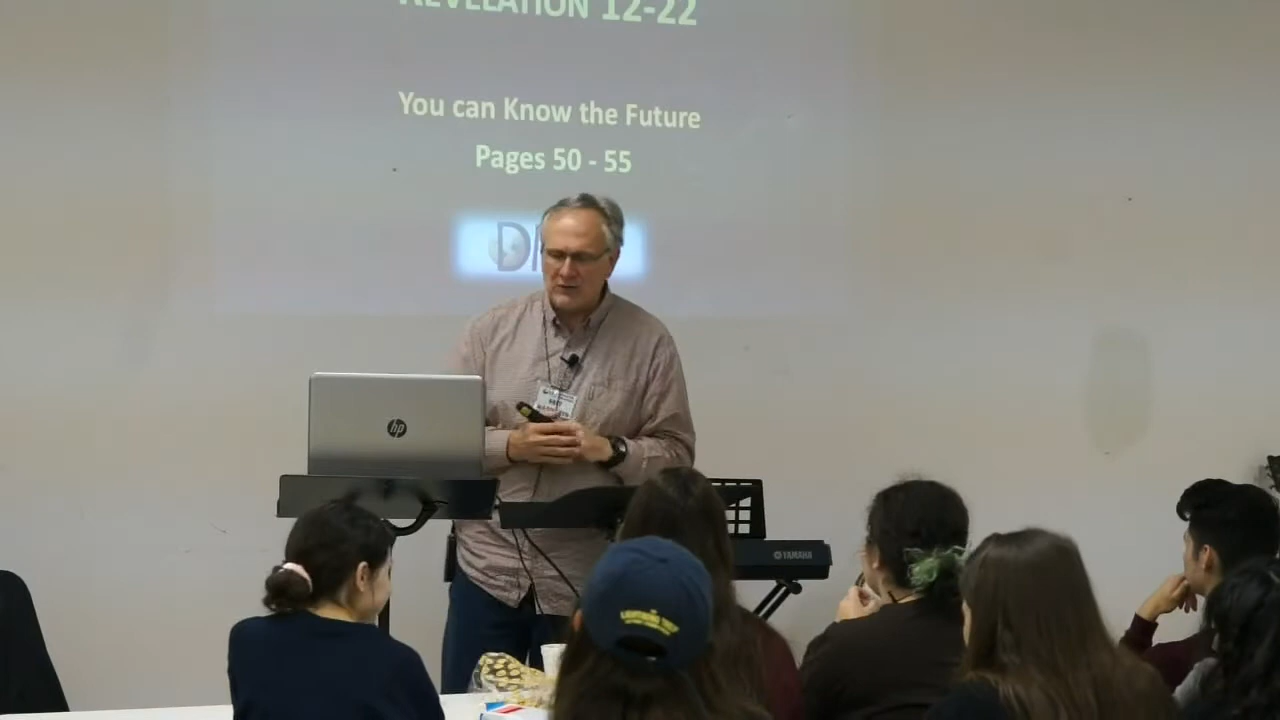 REVELATION 12-22
You can Know the Future
Pages 50 - 55
D
hp
YAMAHA